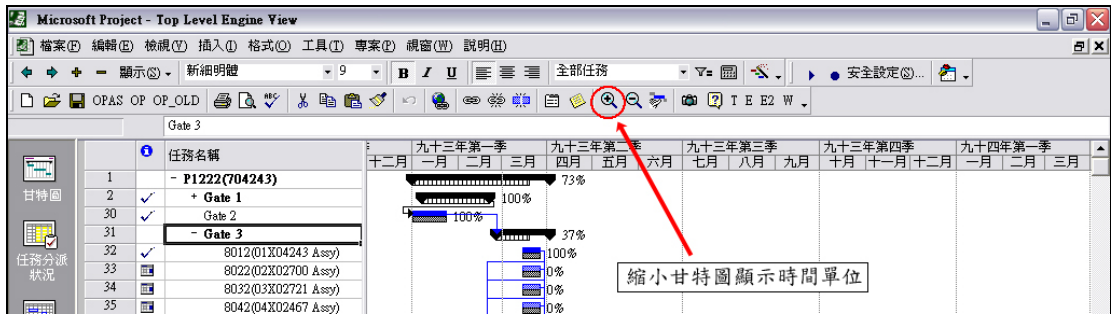 Microsoft Project - Top Level Engine View
檔案(F) 編輯(E) 檢視(V) 插入(I) 格式(O) 工具(T) 專案(P) 視窗(W) 說明(H)
顯示(S) 新細明體 9 B I U 全部任務 安全設定(S)...
OPAS OP OP_OLD ABC T E E2 W
Gate 3
任務名稱
九十三年第一季 九十三年第二季 九十三年第三季 九十三年第四季 九十四年第一季
十二月 一月 二月 三月 四月 五月 六月 七月 八月 九月 十月 十一月 十二月 一月 二月 三月
甘特圖
任務分派
狀況
1 - P1222(704243) 73%
2 + Gate 1 100%
30 Gate 2 100%
31 - Gate 3 37%
32 8012(01X04243 Assy) 100%
33 8022(02X02700 Assy) 0%
34 8032(03X02721 Assy) 0%
35 8042(04X02467 Assy) 0%
縮小甘特圖顯示時間單位